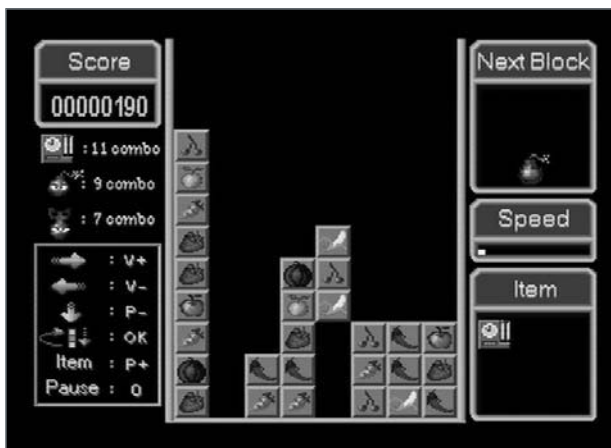 Score
00000190
: 11 combo
: 9 combo
: 7 combo
: V+
: V-
: P-
: OK
Item : P+
Pause : 0
Next Block
Speed
Item